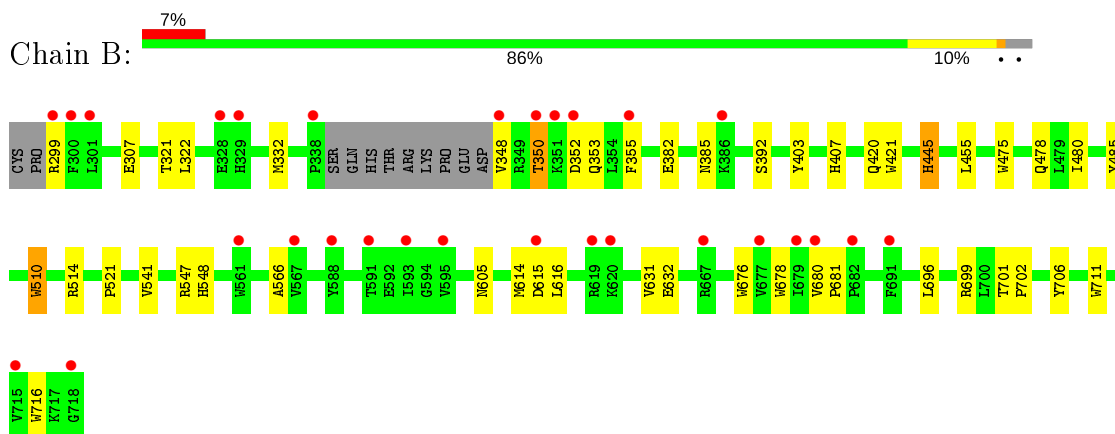 7%
Chain B:
86% 10% • •
CYS PRO R299 F300 L301 E307 T321 L322 E328 H329 M332 P338 SER GLN HIS THR ARG LYS PRO GLU ASP V348 R349 T350 K351 D352 Q353 L354 F355 E382 N385 K386 S392 Y403 H407 Q420 W421 H445 L455 W475 Q478 L479 I480 Y485
W510 R514 P521 V541 R547 H548 W561 A566 V567 Y588 T591 E592 I593 G594 V595 N605 M614 D615 L616 R619 K620 V631 E632 R667 W676 V677 W678 I679 V680 P681 P682 F691 L696 R699 L700 T701 P702 Y706 W711
V715 W716 K717 G718